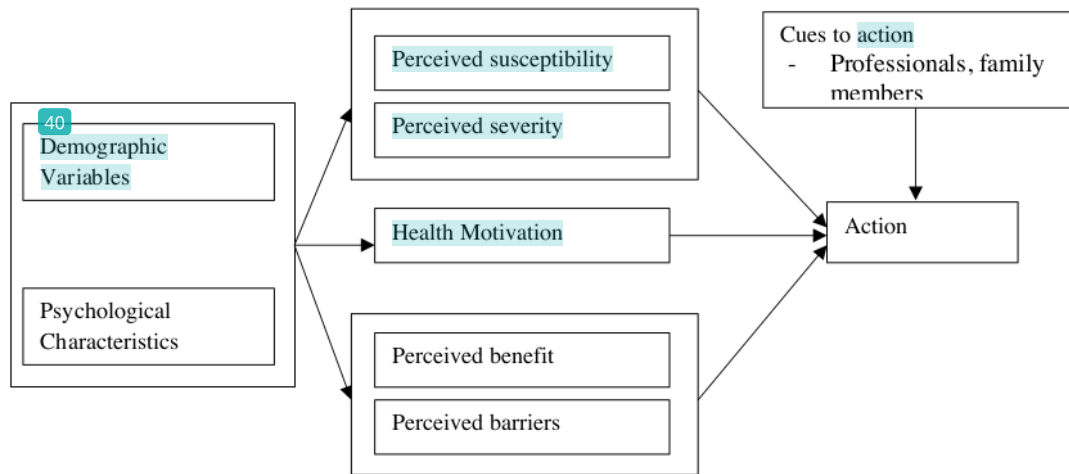 40
Demographic
Variables
Psychological
Characteristics
Perceived susceptibility
Perceived severity
Health Motivation
Perceived benefit
Perceived barriers
Cues to action
- Professionals, family
members
Action